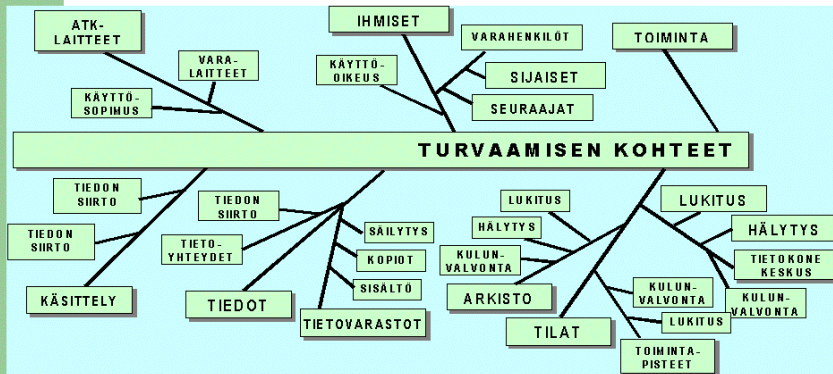 ATK-
LAITTEET
VARA-
LAITTEET
KÄYTTÖ-
SOPIMUS
IHMISET
KÄYTTÖ-
OIKEUS
VARAHENKILÖT
SIJAISET
SEURAAJAT
TOIMINTA
TURVAAMISEN KOHTEET
TIEDON
SIIRTO
TIEDON
SIIRTO
KÄSITTELY
TIEDON
SIIRTO
TIETO-
YHTEYDET
TIEDOT
SÄILYTYS
KOPIOT
SISÄLTÖ
TIETOVARASTOT
LUKITUS
HÄLYTYS
KULUN-
VALVONTA
ARKISTO
TILAT
LUKITUS
HÄLYTYS
TIETOKONE
KESKUS
KULUN-
VALVONTA
KULUN-
VALVONTA
LUKITUS
TOIMINTA-
PISTEET